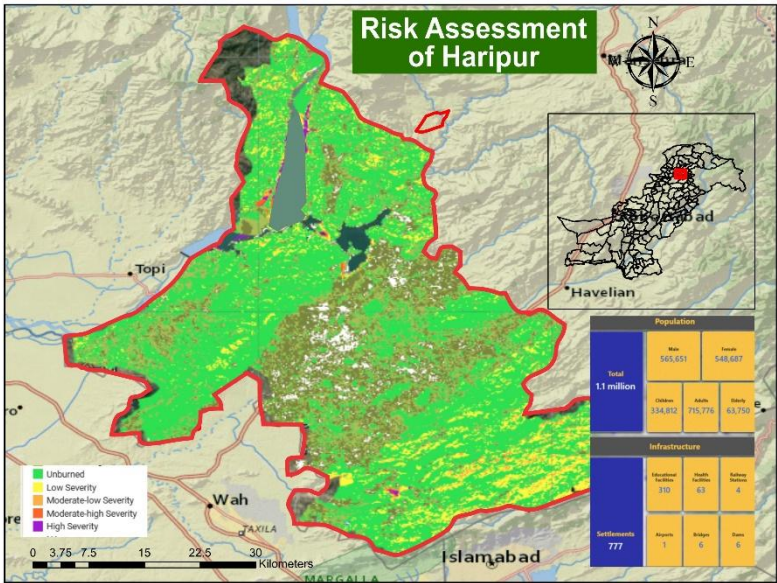 Risk Assessment
of Haripur
N
E
S
Topi
Havelian
Wah
TAXILA
Islamabad
MARGALLA
Unburned
Low Severity
Moderate-low Severity
Moderate-high Severity
High Severity
0 3.75 7.5 15 22.5 30
Kilometers
Population
Total
1.1 million
Male
565,651
Female
548,687
Children
334,812
Adults
715,776
Elderly
63,750
Infrastructure
Settlements
777
Educational
Facilities
310
Health
Facilities
63
Railway
Stations
4
Airports
1
Bridges
6
Dams
6